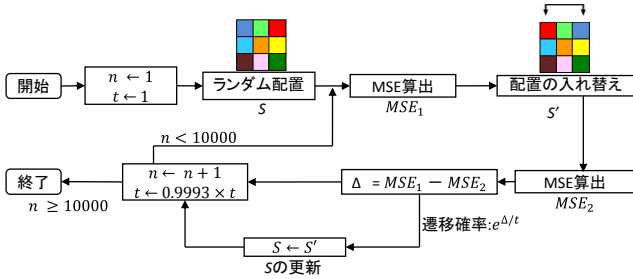 開始
n ← 1
t ← 1
ランダム配置
S
MSE算出
MSE₁
配置の入れ替え
S′
n < 10000
終了
n ≥ 10000
n ← n + 1
t ← 0.9993 × t
Δ = MSE₁ − MSE₂
MSE算出
MSE₂
遷移確率:e^{Δ/t}
S ← S′
Sの更新